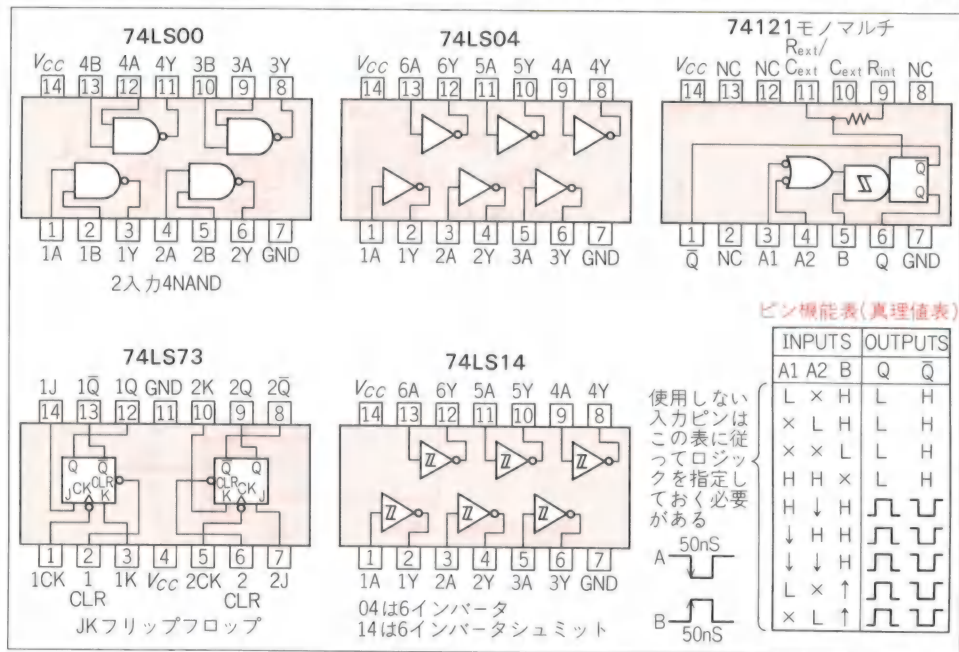 74LS00
Vcc 4B 4A 4Y 3B 3A 3Y
14 13 12 11 10 9 8
1 2 3 4 5 6 7
1A 1B 1Y 2A 2B 2Y GND
2入力4NAND
74LS04
Vcc 6A 6Y 5A 5Y 4A 4Y
14 13 12 11 10 9 8
1 2 3 4 5 6 7
1A 1Y 2A 2Y 3A 3Y GND
74121モノマルチ
Rext/
Vcc NC NC Cext Cext Rint NC
14 13 12 11 10 9 8
Q̅
Q
1 2 3 4 5 6 7
Q̅ NC A1 A2 B Q GND
74LS73
1J 1Q̅ 1Q GND 2K 2Q 2Q̅
14 13 12 11 10 9 8
Q Q̅ Q̅ Q
J CK CLR K CLR CK J K
1 2 3 4 5 6 7
1CK 1 1K Vcc 2CK 2 2J
CLR CLR
JKフリップフロップ
74LS14
Vcc 6A 6Y 5A 5Y 4A 4Y
14 13 12 11 10 9 8
1 2 3 4 5 6 7
1A 1Y 2A 2Y 3A 3Y GND
04は6インバータ
14は6インバータシュミット
使用しない
入力ピンは
この表に従
ってロジッ
クを指定し
ておく必要
がある
50nS
A
B
50nS
ピン機能表(真理値表)
INPUTS OUTPUTS
A1 A2 B Q Q̅
L × H L H
× L H L H
× × L L H
H H × L H
H ↓ H
↓ H H
↓ ↓ H
L × ↑
× L ↑